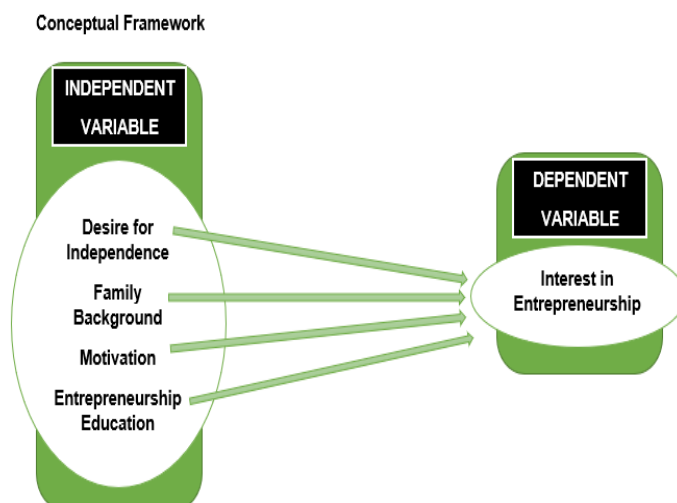 Conceptual Framework
INDEPENDENT
VARIABLE
Desire for
Independence
Family
Background
Motivation
Entrepreneurship
Education
DEPENDENT
VARIABLE
Interest in
Entrepreneurship